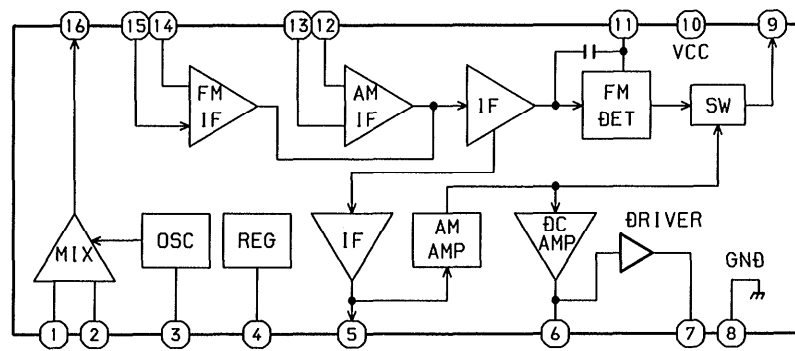 16 15 14 13 12 11 10 9
VCC
FM
IF
AM
IF
IF
FM
DET
SW
MIX
OSC
REG
IF
AM
AMP
DC
AMP
DRIVER
GND
1 2 3 4 5 6 7 8